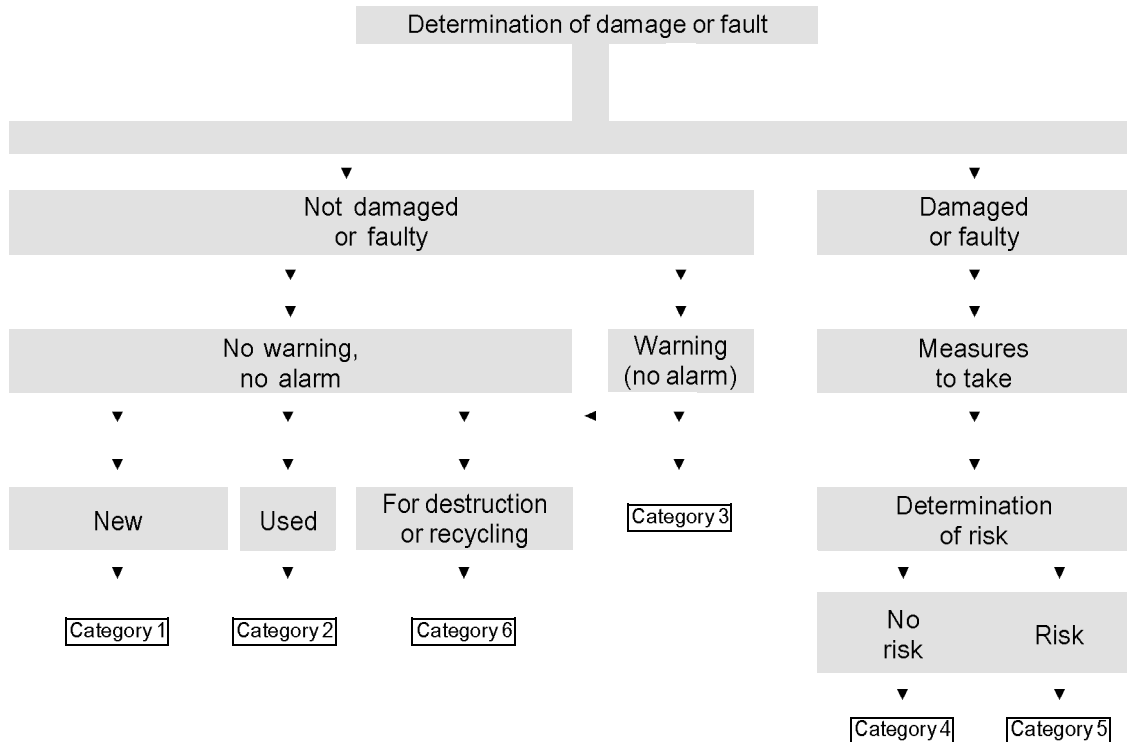 Determination of damage or fault
Not damaged
or faulty
Damaged
or faulty
No warning,
no alarm
Warning
(no alarm)
Measures
to take
New
Used
For destruction
or recycling
Category 3
Determination
of risk
Category 1
Category 2
Category 6
No
risk
Risk
Category 4
Category 5